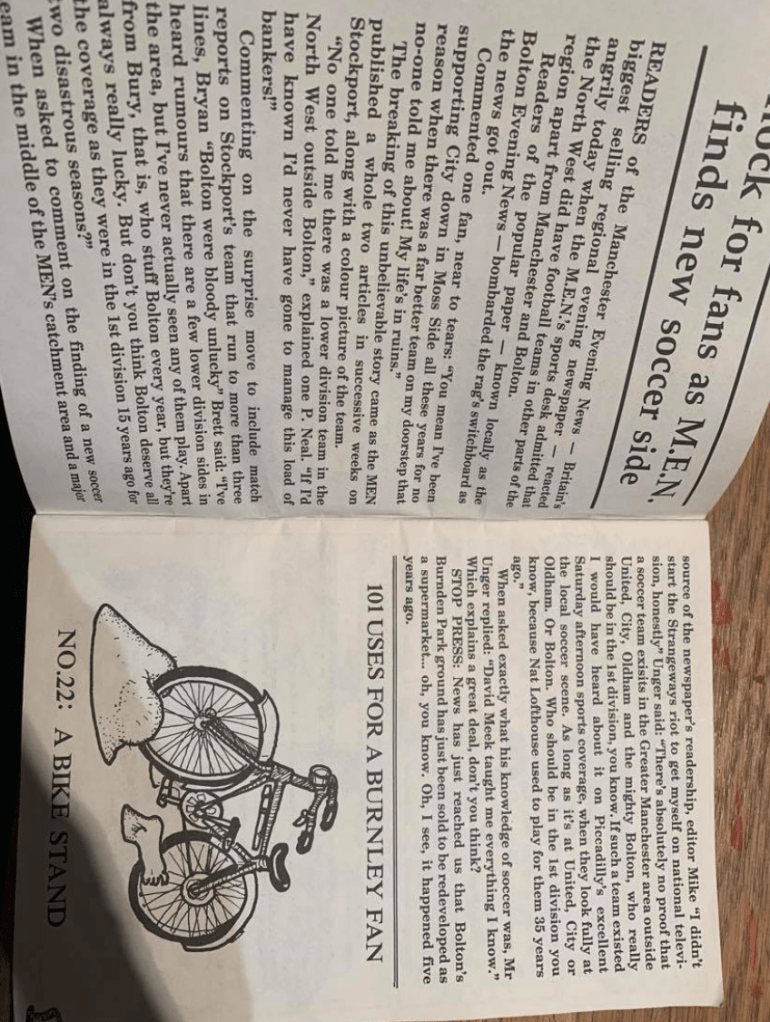 for fans as M.E.N.
finds new soccer side
READERS of the Manchester Evening News — Britain's
biggest selling regional evening newspaper — reacted
angrily today when the M.E.N.'s sports desk admitted that
the North West did have football teams in other parts of the
region apart from Manchester and Bolton.
Readers of the popular paper — known locally as the
Bolton Evening News — bombarded the rag's switchboard as
the news got out.
Commented one fan, near to tears: "You mean I've been
supporting City down in Moss Side all these years for no
reason when there was a far better team on my doorstep that
no-one told me about! My life's in ruins."
The breaking of this unbelievable story came as the MEN
published a whole two articles in successive weeks on
Stockport, along with a colour picture of the team.
"No one told me there was a lower division team in the
North West outside Bolton," explained one P. Neal. "If I'd
have known I'd never have gone to manage this load of
bankers!"
Commenting on the surprise move to include match
reports on Stockport's team that run to more than three
lines, Bryan "Bolton were bloody unlucky" Brett said: "I've
heard rumours that there are a few lower division sides in
the area, but I've never actually seen any of them play. Apart
from Bury, that is, who stuff Bolton every year, but they're
always really lucky. But don't you think Bolton deserve all
the coverage as they were in the 1st division 15 years ago for
two disastrous seasons?"
When asked to comment on the finding of a new soccer
eam in the middle of the MEN's catchment area and a major
source of the newspaper's readership, editor Mike "I didn't
start the Strangeways riot to get myself on national televi-
sion, honestly" Unger said: "There's absolutely no proof that
a soccer team exisits in the Greater Manchester area outside
United, City, Oldham and the mighty Bolton, who really
should be in the 1st division, you know. If such a team existed
I would have heard about it on Piccadilly's excellent
Saturday afternoon sports coverage, when they look fully at
the local soccer scene. As long as it's at United, City or
Oldham. Or Bolton. Who should be in the 1st division you
know, because Nat Lofthouse used to play for them 35 years
ago."
When asked exactly what his knowledge of soccer was, Mr
Unger replied: "David Meek taught me everything I know."
Which explains a great deal, don't you think?
STOP PRESS: News has just reached us that Bolton's
Burnden Park ground has just been sold to be redeveloped as
a supermarket... oh, you know. Oh, I see, it happened five
years ago.
101 USES FOR A BURNLEY FAN
NO.22: A BIKE STAND